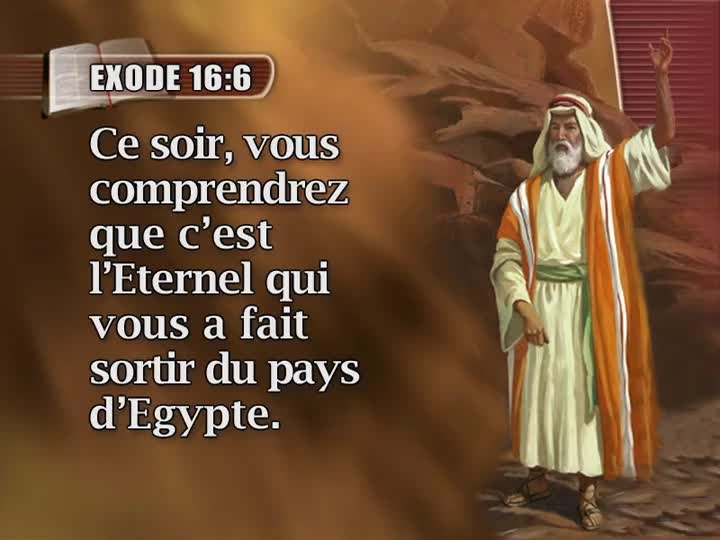 EXODE 16:6
Ce soir, vous
comprendrez
que c’est
l’Eternel qui
vous a fait
sortir du pays
d’Egypte.